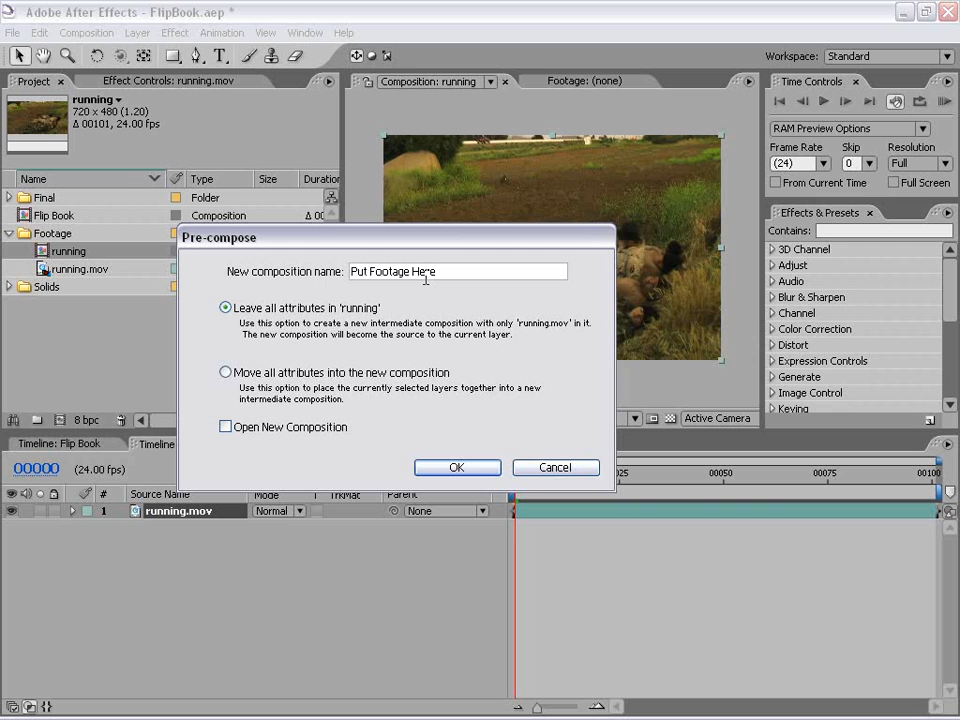 Adobe After Effects - FlipBook.aep *
File Edit Composition Layer Effect Animation View Window Help
Workspace: Standard
Project Effect Controls: running.mov Composition: running Footage: (none) Time Controls
running
720 x 480 (1.20)
Δ 00101, 24.00 fps
RAM Preview Options
Frame Rate Skip Resolution
(24) 0 Full
From Current Time Full Screen
Name Type Size Duratio
Final Folder
Flip Book Composition Δ 00
Footage
running
running.mov
Solids
Effects & Presets
Contains:
3D Channel
Adjust
Audio
Blur & Sharpen
Channel
Color Correction
Distort
Expression Controls
Generate
Image Control
Keying
Pre-compose
New composition name: Put Footage Here
Leave all attributes in 'running'
Use this option to create a new intermediate composition with only 'running.mov' in it.
The new composition will become the source to the current layer.
Move all attributes into the new composition
Use this option to place the currently selected layers together into a new
intermediate composition.
Open New Composition
OK Cancel
8 bpc
Active Camera
Timeline: Flip Book Timeline
00000 (24.00 fps)
025 00050 00075 00100
# Source Name Mode T TrkMat Parent
1 running.mov Normal None